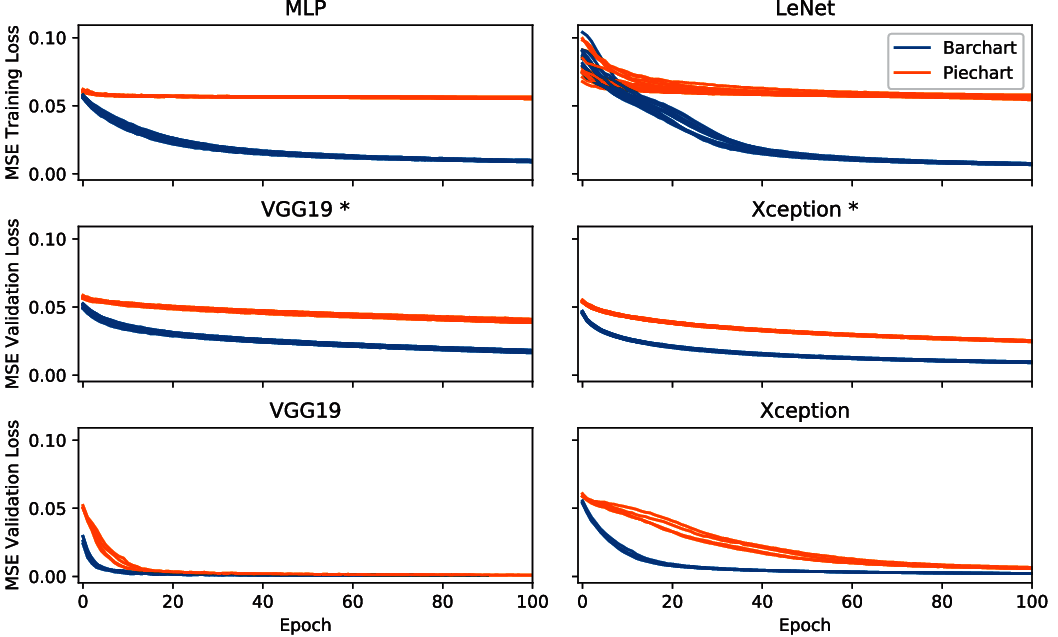 MLP
LeNet
MSE Training Loss
0.10
0.05
0.00
Barchart
Piechart
VGG19 *
Xception *
MSE Validation Loss
0.10
0.05
0.00
VGG19
Xception
MSE Validation Loss
0.10
0.05
0.00
0 20 40 60 80 100
0 20 40 60 80 100
Epoch
Epoch